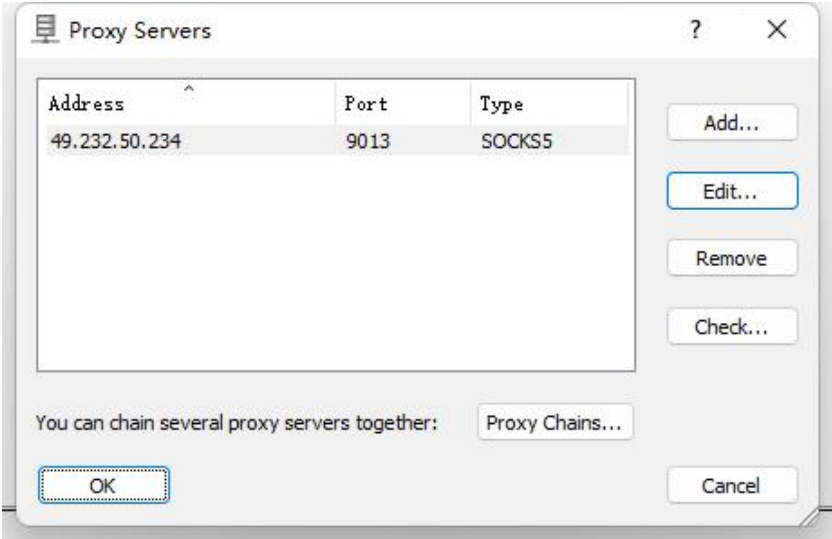 Proxy Servers
Address Port Type
49.232.50.234 9013 SOCKS5
Add...
Edit...
Remove
Check...
You can chain several proxy servers together: Proxy Chains...
OK Cancel